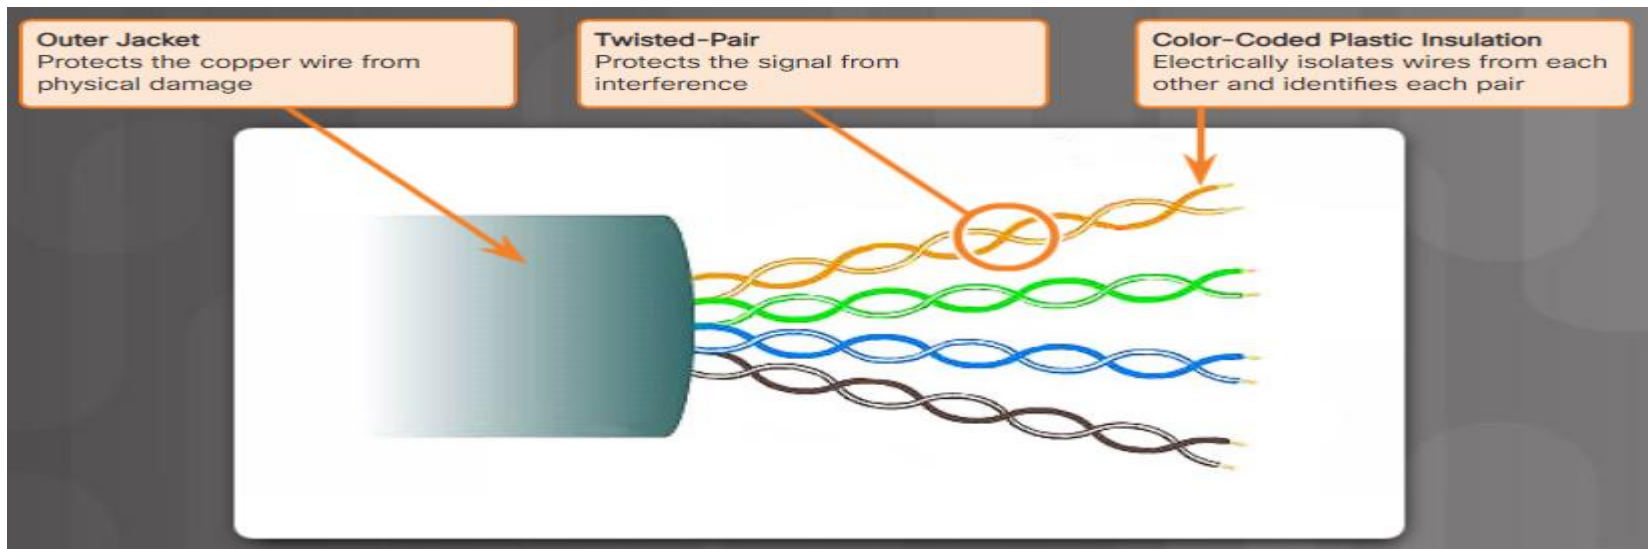 Outer Jacket
Protects the copper wire from
physical damage
Twisted-Pair
Protects the signal from
interference
Color-Coded Plastic Insulation
Electrically isolates wires from each
other and identifies each pair